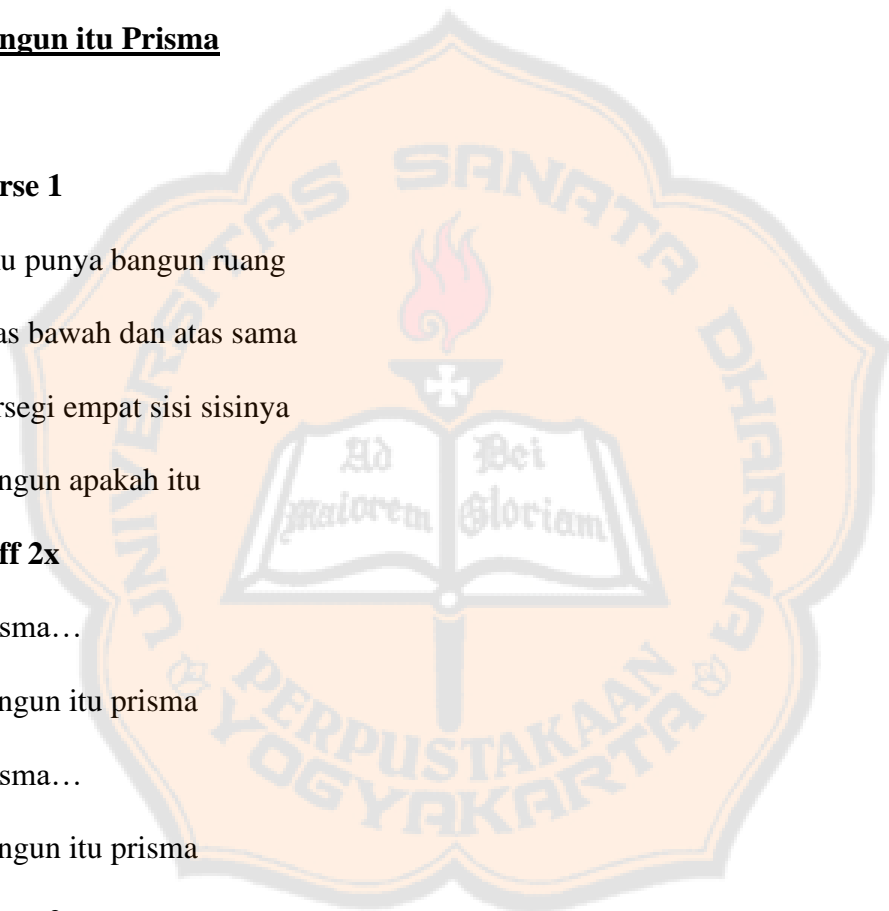 ngun itu Prisma
rse 1
u punya bangun ruang
as bawah dan atas sama
rsegi empat sisi sisinya
ngun apakah itu
ff 2x
sma…
ngun itu prisma
sma…
ngun itu prisma
UNIVERSITAS SANATA DHARMA
Ad Maiorem
Dei Gloriam
PERPUSTAKAAN
YOGYAKARTA